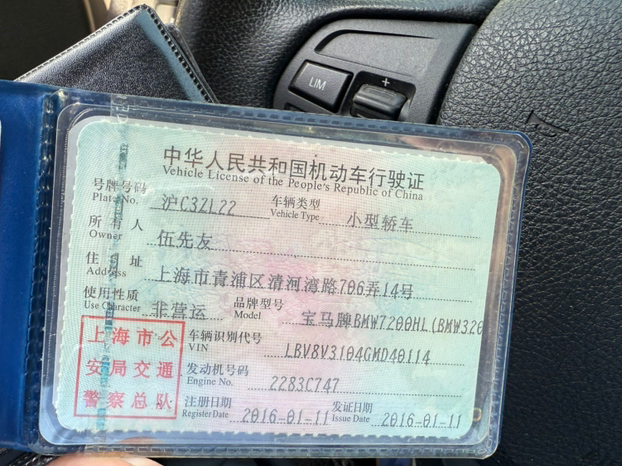 LIM
+
中华人民共和国机动车行驶证
Vehicle License of the People's Republic of China
号牌号码 沪C3ZL22 车辆类型 小型轿车
Plate No. Vehicle Type
所有人 伍先友
Owner
住址 上海市青浦区清河湾路706弄14号
Address
使用性质 非营运 品牌型号 宝马牌BMW7200HL(BMW320
Use Character Model
上海市公
安局交通
警察总队
车辆识别代号 LBV8V3104GMD40114
VIN
发动机号码 2283C747
Engine No.
注册日期 2016-01-11 发证日期 2016-01-11
Register Date Issue Date